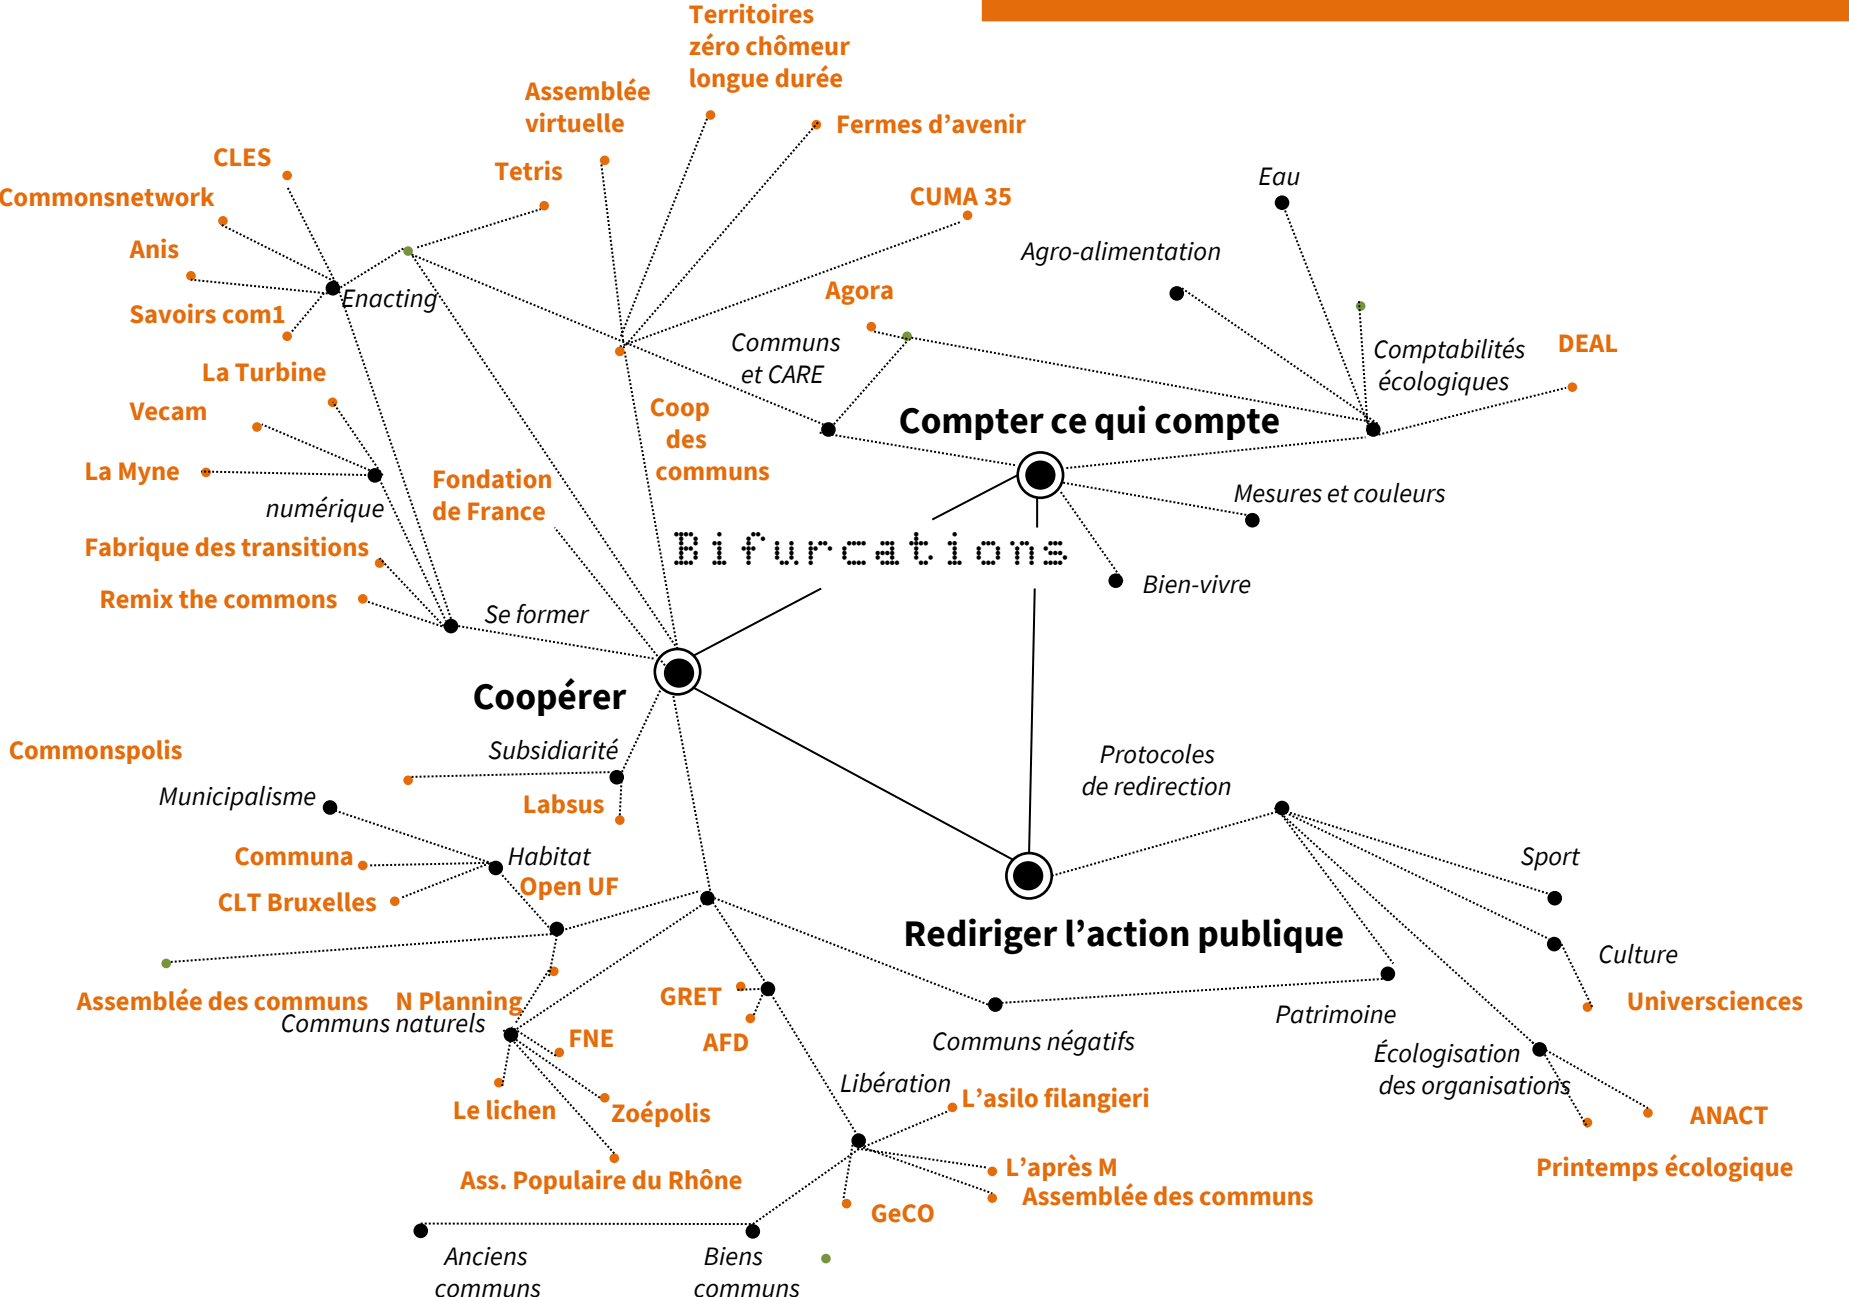 Territoires
zéro chômeur
longue durée
Assemblée
virtuelle
Fermes d’avenir
CLES
Tetris
Commonsnetwork
CUMA 35
Eau
Anis
Agro-alimentation
Enacting
Agora
Savoirs com1
Communs
et CARE
Comptabilités
écologiques
DEAL
La Turbine
Vecam
Coop
des
communs
Compter ce qui compte
La Myne
Fondation
de France
numérique
Mesures et couleurs
Bifurcations
Fabrique des transitions
Bien-vivre
Remix the commons
Se former
Coopérer
Commonspolis
Subsidiarité
Protocoles
de redirection
Municipalisme
Labsus
Communa
Habitat
Open UF
Sport
CLT Bruxelles
Rediriger l’action publique
Culture
Assemblée des communs
N Planning
GRET
Universciences
Communs naturels
Patrimoine
FNE
AFD
Communs négatifs
Écologisation
des organisations
Libération
L’asilo filangieri
Le lichen
Zoépolis
ANACT
L’après M
Printemps écologique
Ass. Populaire du Rhône
Assemblée des communs
GeCO
Anciens
communs
Biens
communs